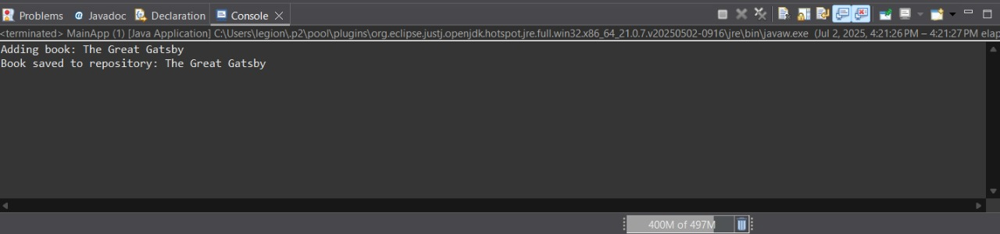 Problems @ Javadoc Declaration Console
<terminated> MainApp (1) [Java Application] C:\Users\legion\.p2\pool\plugins\org.eclipse.justj.openjdk.hotspot.jre.full.win32.x86_64_21.0.7.v20250502-0916\jre\bin\javaw.exe (Jul 2, 2025, 4:21:26 PM – 4:21:27 PM elap
Adding book: The Great Gatsby
Book saved to repository: The Great Gatsby
400M of 497M